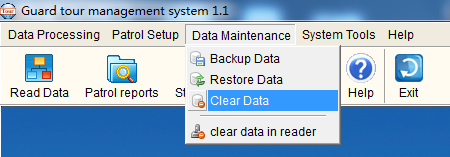 Guard tour management system 1.1
Data Processing Patrol Setup Data Maintenance System Tools Help
Backup Data
Restore Data
Clear Data
clear data in reader
Read Data Patrol reports Help Exit